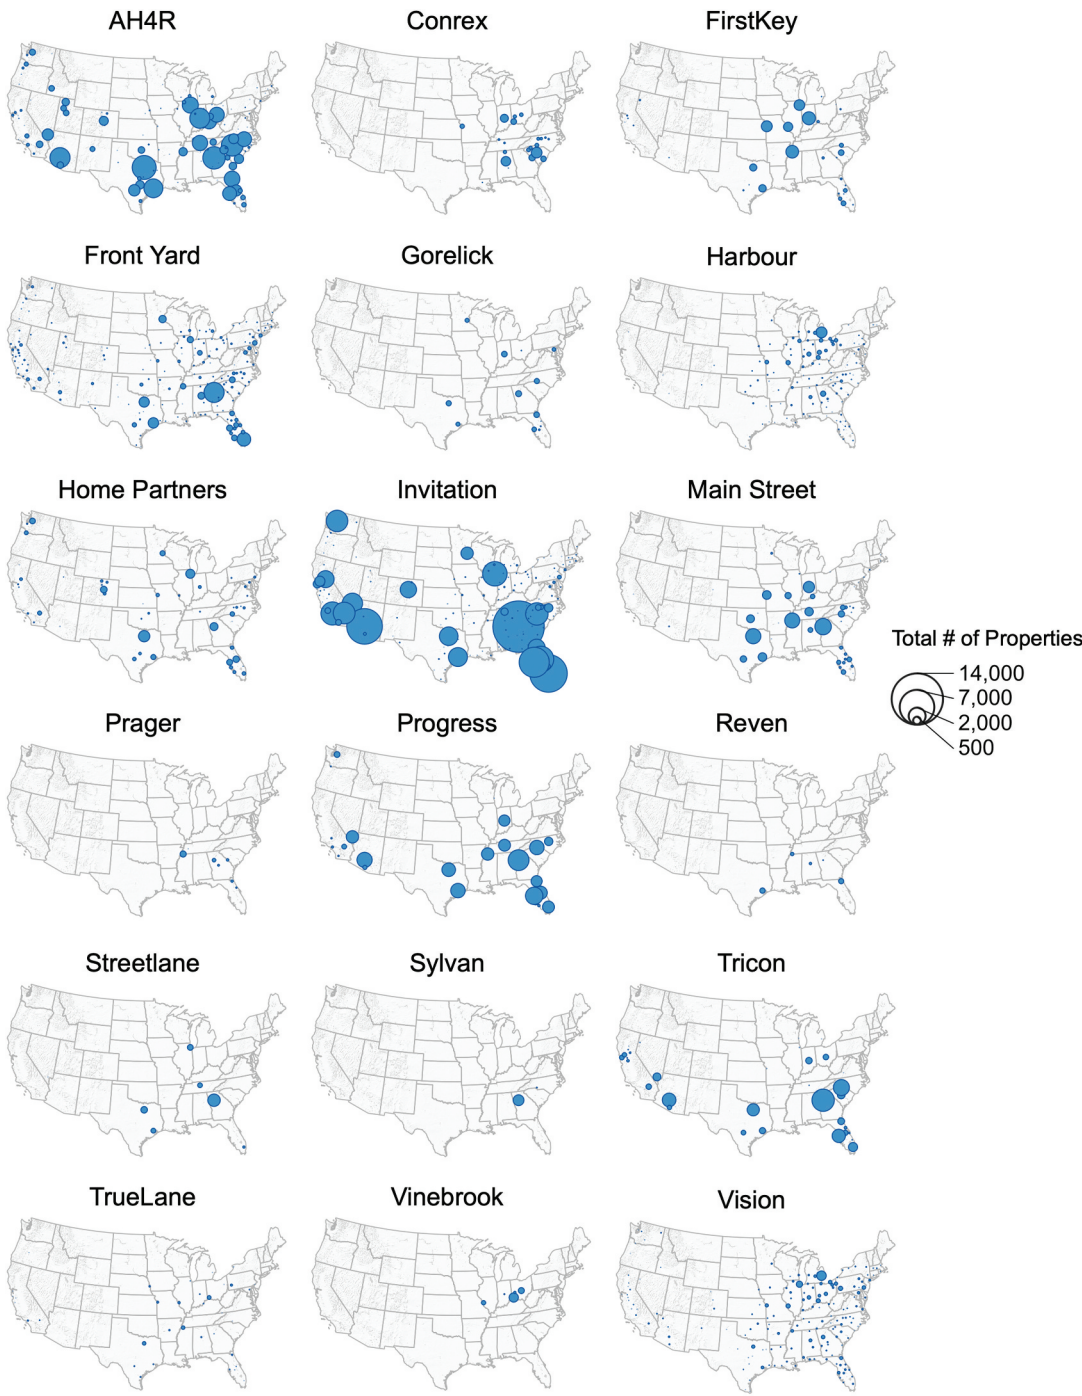 AH4R
Conrex
FirstKey
Front Yard
Gorelick
Harbour
Home Partners
Invitation
Main Street
Total # of Properties
14,000
7,000
2,000
500
Prager
Progress
Reven
Streetlane
Sylvan
Tricon
TrueLane
Vinebrook
Vision